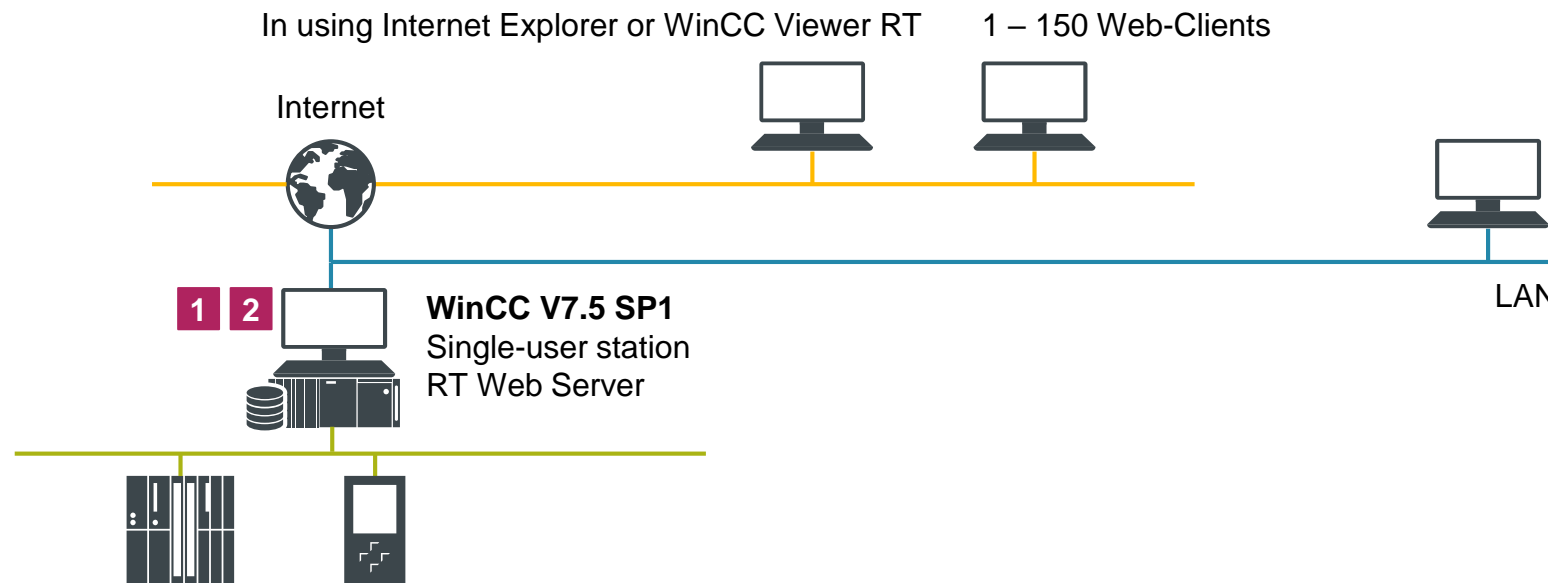 In using Internet Explorer or WinCC Viewer RT 1 – 150 Web-Clients
Internet
LAN
1 2
WinCC V7.5 SP1
Single-user station
RT Web Server